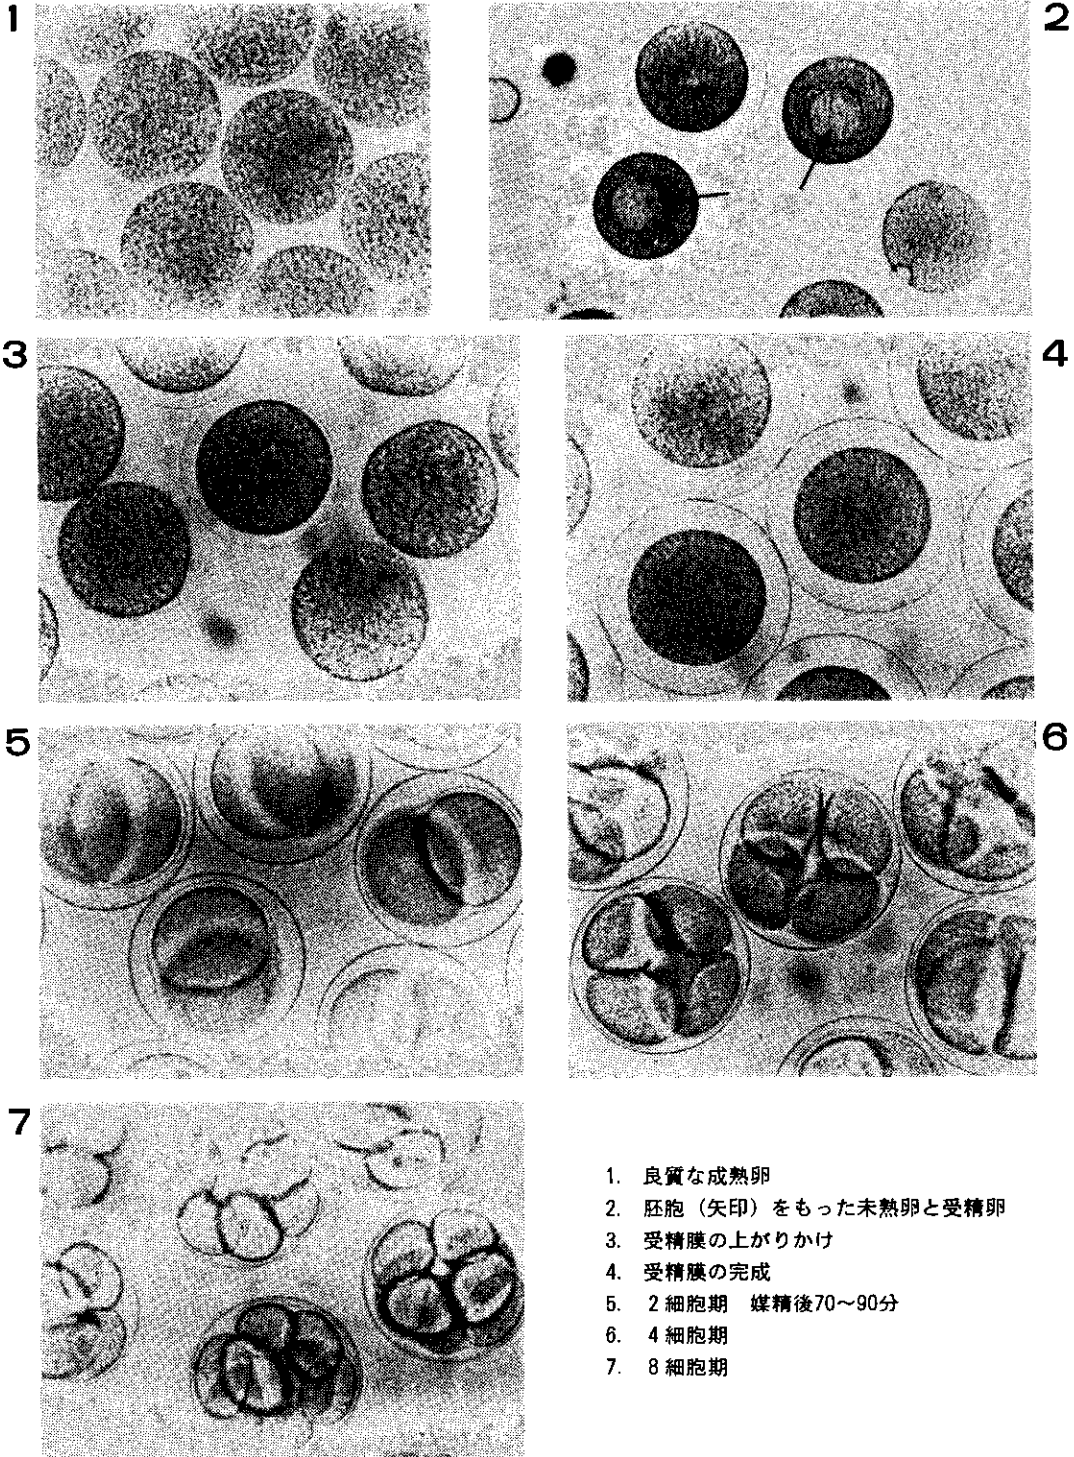 1
2
3
4
5
6
7
1. 良質な成熟卵
2. 胚胞（矢印）をもった未熟卵と受精卵
3. 受精膜の上がりかけ
4. 受精膜の完成
5. 2細胞期 媒精後70～90分
6. 4細胞期
7. 8細胞期